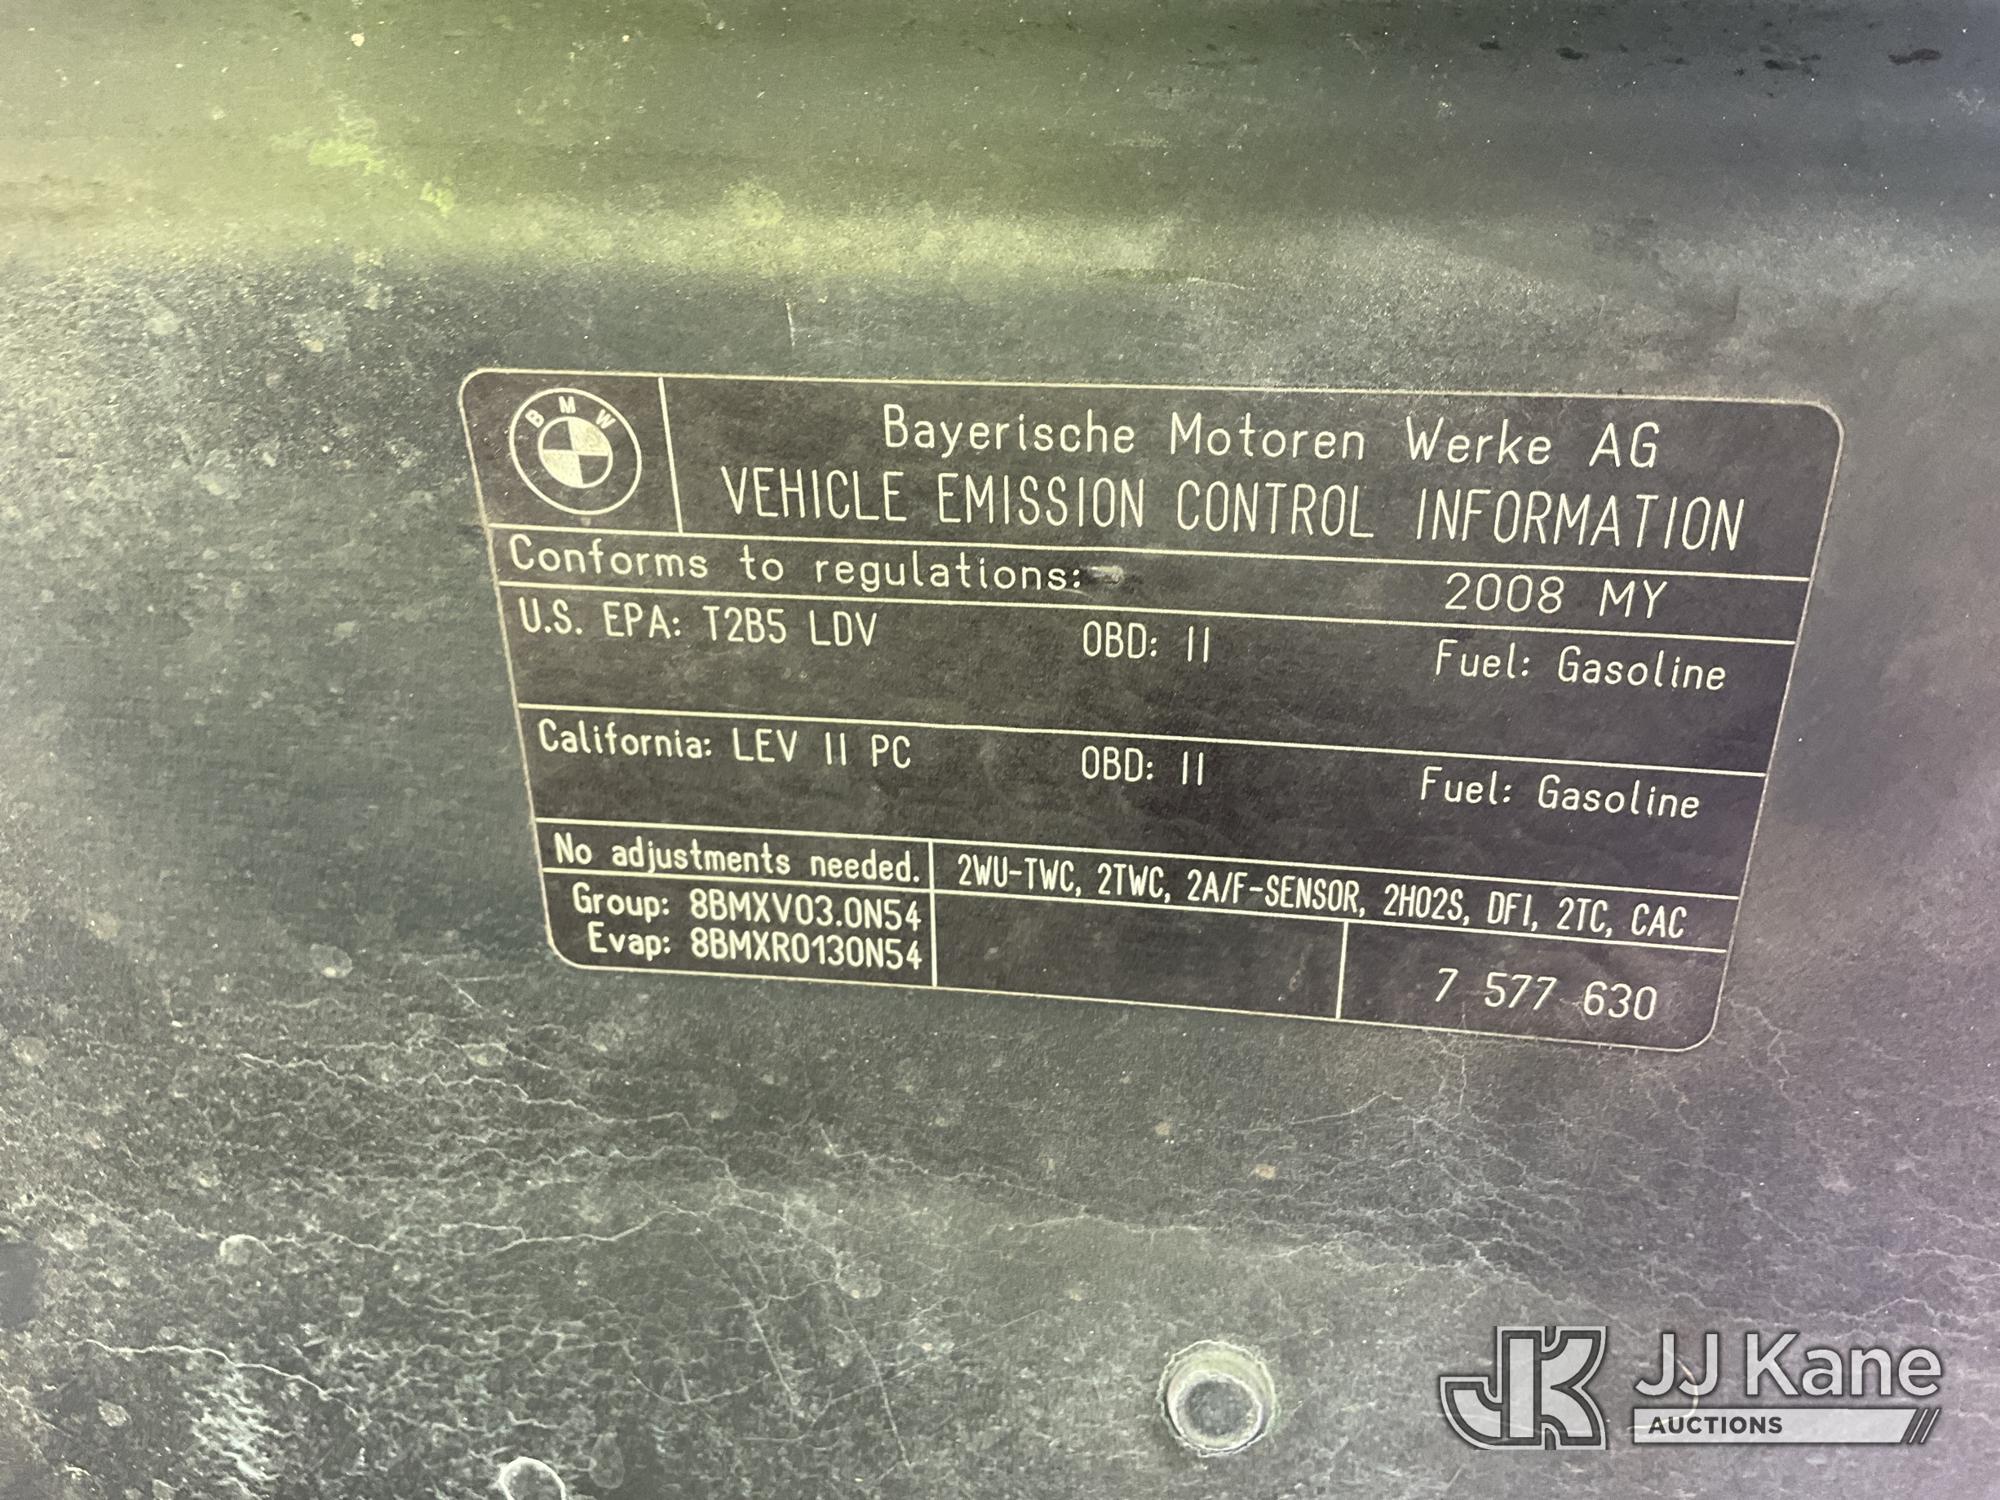 BMW
Bayerische Motoren Werke AG
VEHICLE EMISSION CONTROL INFORMATION
Conforms to regulations: 2008 MY
U.S. EPA: T2B5 LDV OBD: II Fuel: Gasoline
California: LEV II PC OBD: II Fuel: Gasoline
No adjustments needed. 2WU-TWC, 2TWC, 2A/F-SENSOR, 2HO2S, DFI, 2TC, CAC
Group: 8BMXV03.0N54
Evap: 8BMXR0130N54
7 577 630
JK JJ Kane
AUCTIONS